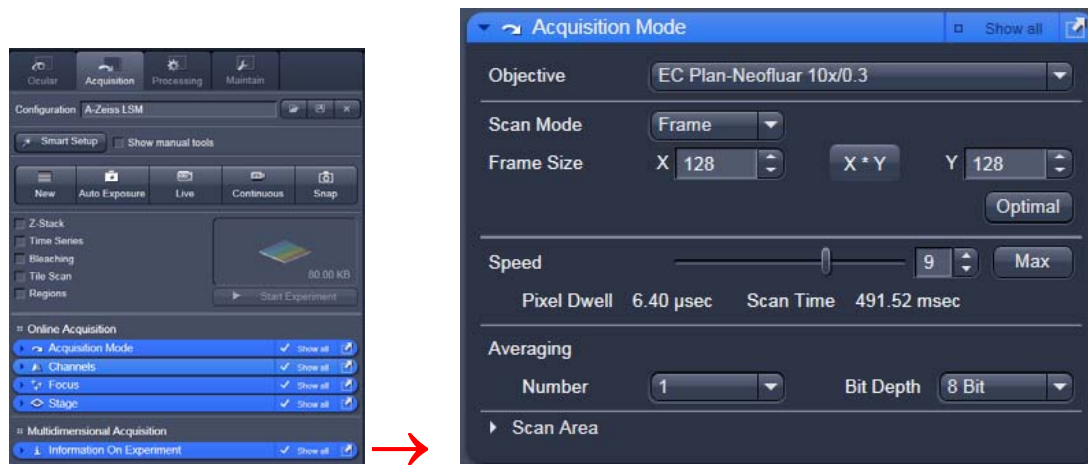 Ocular Acquisition Processing Maintain
Configuration A-Zeiss LSM
Smart Setup Show manual tools
New Auto Exposure Live Continuous Snap
Z-Stack
Time Series
Bleaching
Tile Scan
80.00 KB
Regions
Start Experiment
Online Acquisition
Acquisition Mode Show all
Channels Show all
Focus Show all
Stage Show all
Multidimensional Acquisition
Information On Experiment Show all
Acquisition Mode Show all
Objective EC Plan-Neofluar 10x/0.3
Scan Mode Frame
Frame Size X 128 X * Y Y 128
Optimal
Speed 9 Max
Pixel Dwell 6.40 µsec Scan Time 491.52 msec
Averaging
Number 1 Bit Depth 8 Bit
Scan Area